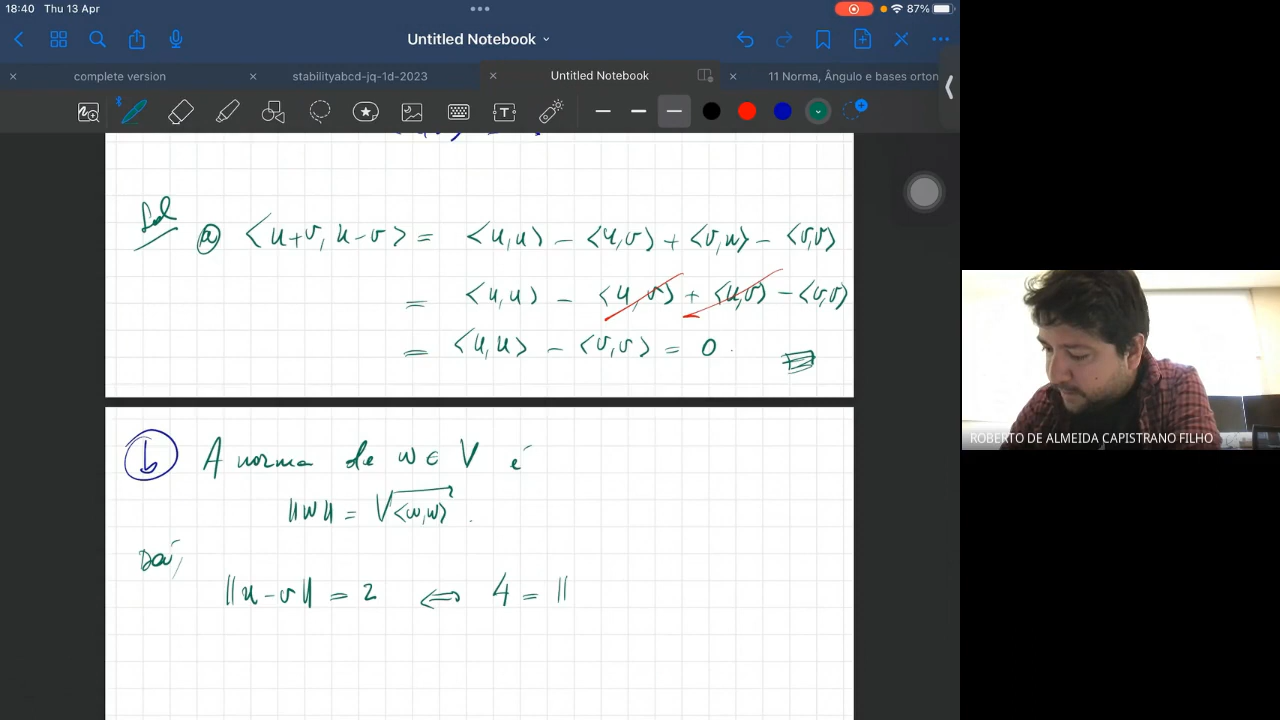 18:40 Thu 13 Apr
87%
Untitled Notebook
complete version
stabilityabcd-jq-1d-2023
Untitled Notebook
11 Norma, Ângulo e bases orton
Sol
a <u+v, u-v> = <u,u> - <u,v> + <v,u> - <v,v>
= <u,u> - <u,v> + <u,v> - <v,v>
= <u,u> - <v,v> = 0.
b A norma de w ∈ V é
||w|| = √<w,w>.
Daí,
||u-v|| = 2 ⇔ 4 = ||
ROBERTO DE ALMEIDA CAPISTRANO FILHO